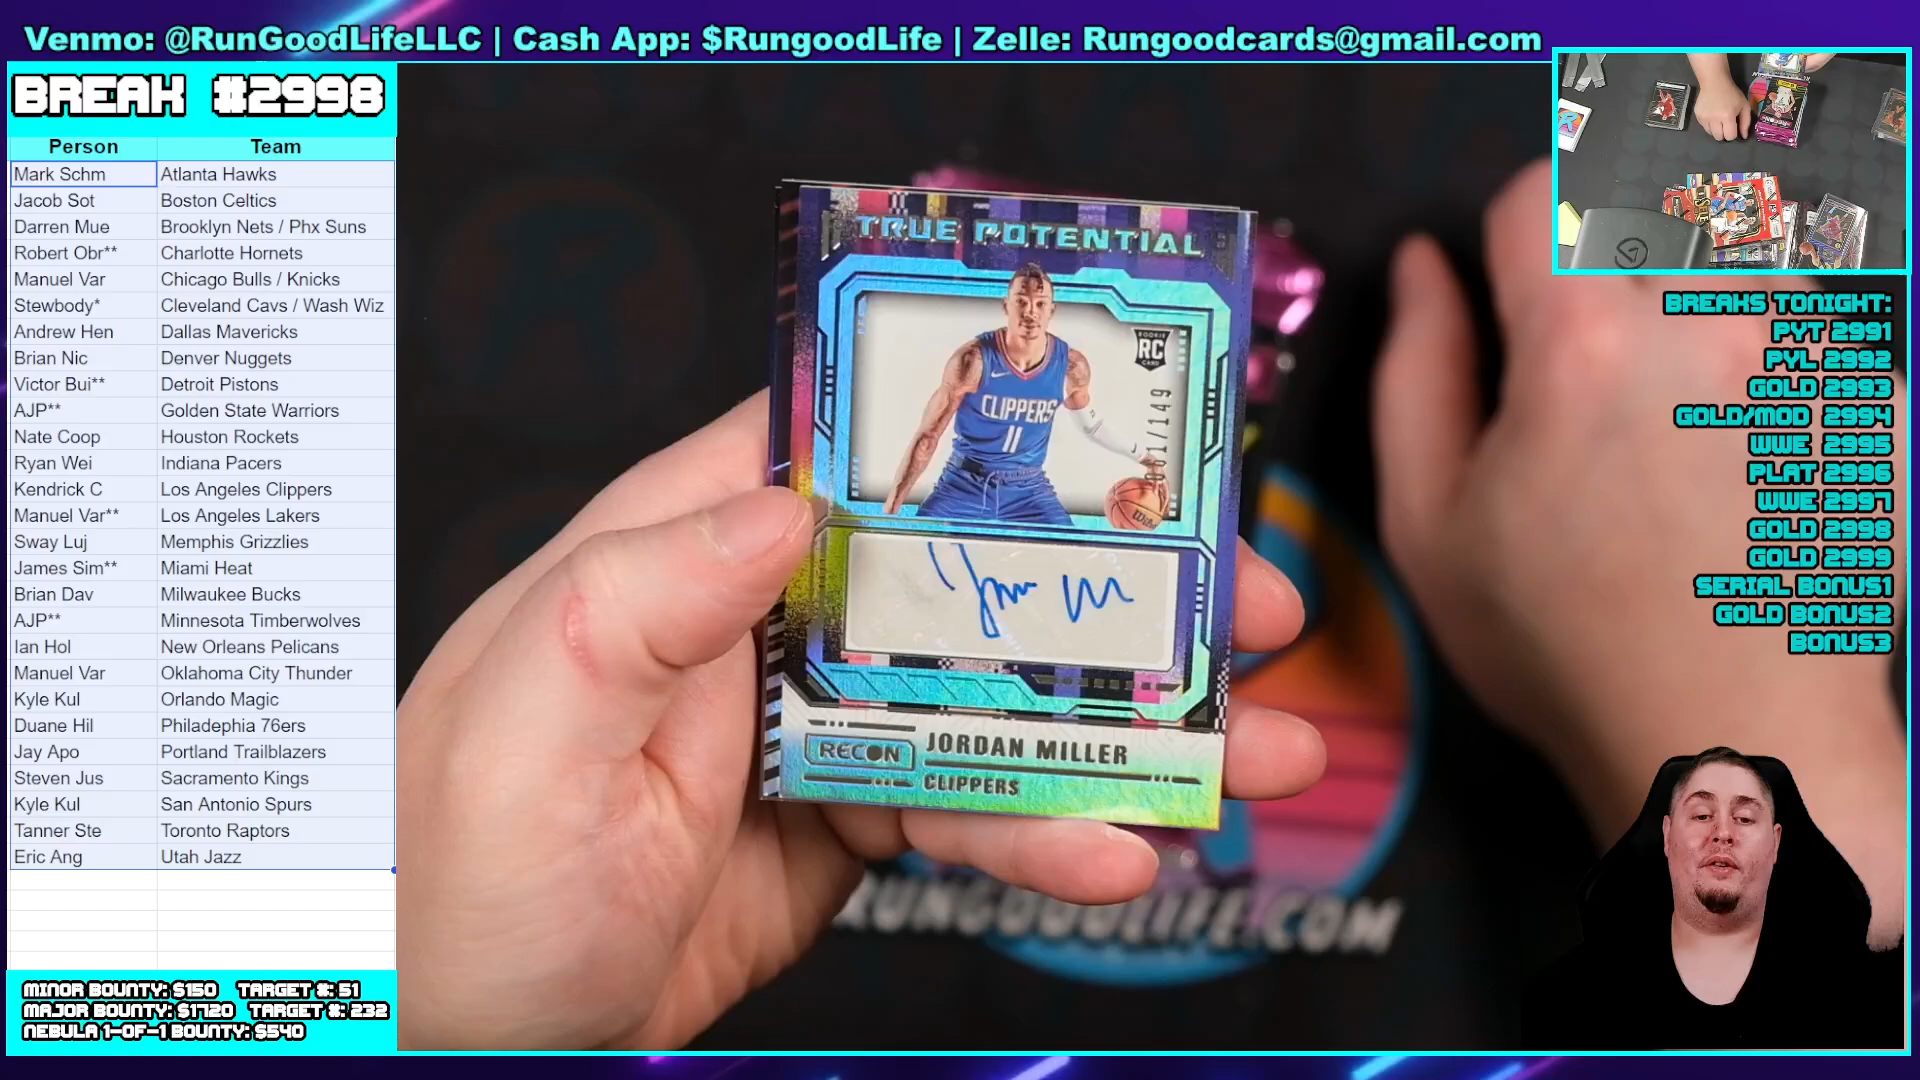 Venmo: @RunGoodLifeLLC | Cash App: $RungoodLife | Zelle: Rungoodcards@gmail.com
BREAK #2998
Person Team
Mark Schm Atlanta Hawks
Jacob Sot Boston Celtics
Darren Mue Brooklyn Nets / Phx Suns
Robert Obr** Charlotte Hornets
Manuel Var Chicago Bulls / Knicks
Stewbody* Cleveland Cavs / Wash Wiz
Andrew Hen Dallas Mavericks
Brian Nic Denver Nuggets
Victor Bui** Detroit Pistons
AJP** Golden State Warriors
Nate Coop Houston Rockets
Ryan Wei Indiana Pacers
Kendrick C Los Angeles Clippers
Manuel Var** Los Angeles Lakers
Sway Luj Memphis Grizzlies
James Sim** Miami Heat
Brian Dav Milwaukee Bucks
AJP** Minnesota Timberwolves
Ian Hol New Orleans Pelicans
Manuel Var Oklahoma City Thunder
Kyle Kul Orlando Magic
Duane Hil Philadephia 76ers
Jay Apo Portland Trailblazers
Steven Jus Sacramento Kings
Kyle Kul San Antonio Spurs
Tanner Ste Toronto Raptors
Eric Ang Utah Jazz
MINOR BOUNTY: $150 TARGET #: 51
MAJOR BOUNTY: $1720 TARGET #: 232
NEBULA 1-OF-1 BOUNTY: $540
TRUE POTENTIAL
ROOKIE
RC
CARD
001/149
CLIPPERS
11
RECON
JORDAN MILLER
CLIPPERS
RUNGOODLIFE.COM
BREAKS TONIGHT:
PYT 2991
PYL 2992
GOLD 2993
GOLD/MOD 2994
WWE 2995
PLAT 2996
WWE 2997
GOLD 2998
GOLD 2999
SERIAL BONUS1
GOLD BONUS2
BONUS3